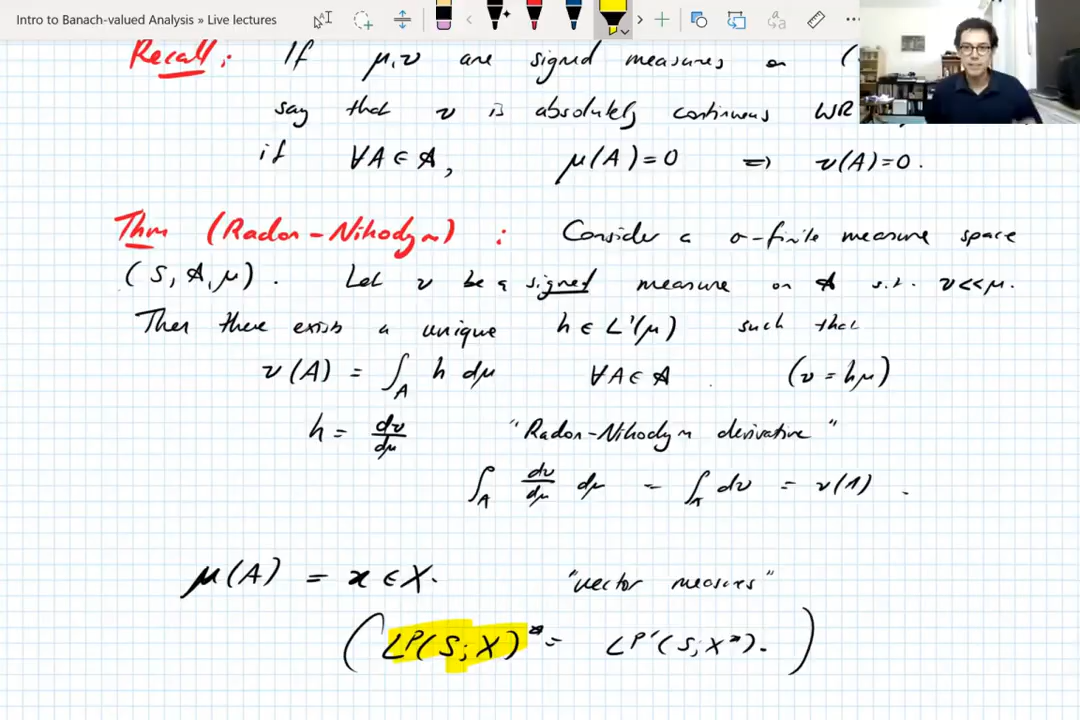 Intro to Banach-valued Analysis » Live lectures
Recall: If μ, ν are signed measures on (
say that ν is absolutely continuous WR
if ∀A ∈ 𝒜, μ(A)=0 ⇒ ν(A)=0.
Thm (Radon-Nikodym) : Consider a σ-finite measure space
(S, 𝒜, μ). Let ν be a signed measure on 𝒜 s.t. ν<<μ.
Then there exists a unique h ∈ L¹(μ) such that
ν(A) = ∫_A h dμ ∀A ∈ 𝒜. (ν = hμ)
h = dν/dμ "Radon-Nikodym derivative"
∫_A dν/dμ dμ = ∫_A dν = ν(A).
μ(A) = x ∈ X. "vector measures"
(L^p(S;X)* = L^p'(S;X*).)